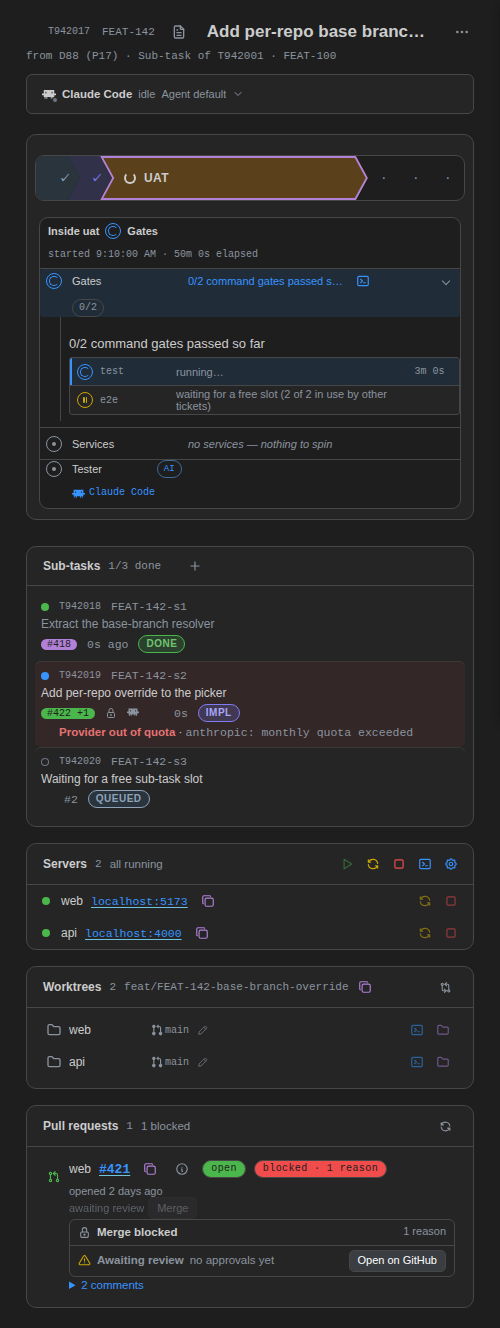 T942017 FEAT-142 Add per-repo base branc…
from D88 (P17) · Sub-task of T942001 · FEAT-100
Claude Code idle Agent default
UAT
Inside uat Gates
started 9:10:00 AM · 50m 0s elapsed
Gates 0/2 command gates passed s…
0/2
0/2 command gates passed so far
test running… 3m 0s
e2e waiting for a free slot (2 of 2 in use by other
tickets)
Services no services — nothing to spin
Tester AI
Claude Code
Sub-tasks 1/3 done
T942018 FEAT-142-s1
Extract the base-branch resolver
#418 0s ago DONE
T942019 FEAT-142-s2
Add per-repo override to the picker
#422 +1 0s IMPL
Provider out of quota · anthropic: monthly quota exceeded
T942020 FEAT-142-s3
Waiting for a free sub-task slot
#2 QUEUED
Servers 2 all running
web localhost:5173
api localhost:4000
Worktrees 2 feat/FEAT-142-base-branch-override
web main
api main
Pull requests 1 1 blocked
web #421 open blocked · 1 reason
opened 2 days ago
awaiting review Merge
Merge blocked 1 reason
Awaiting review no approvals yet Open on GitHub
2 comments